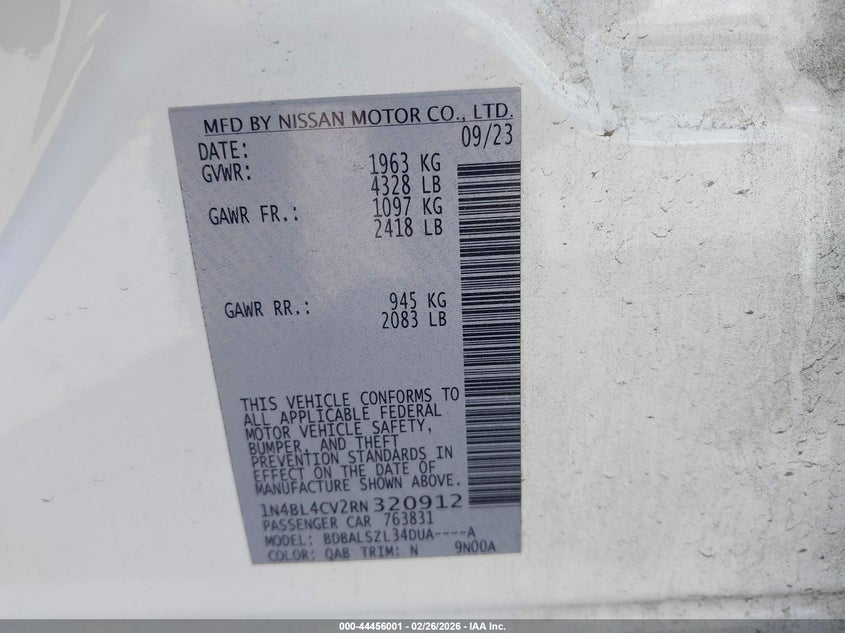 MFD BY NISSAN MOTOR CO., LTD.
DATE: 09/23
GVWR: 1963 KG
4328 LB
GAWR FR.: 1097 KG
2418 LB
GAWR RR.: 945 KG
2083 LB
THIS VEHICLE CONFORMS TO
ALL APPLICABLE FEDERAL
MOTOR VEHICLE SAFETY,
BUMPER, AND THEFT
PREVENTION STANDARDS IN
EFFECT ON THE DATE OF
MANUFACTURE SHOWN ABOVE.
1N4BL4CV2RN320912
PASSENGER CAR 763831
MODEL: BDBALSZL34DUA----A
COLOR: QAB TRIM: N 9N00A
000-44456001 | 02/26/2026 | IAA Inc.